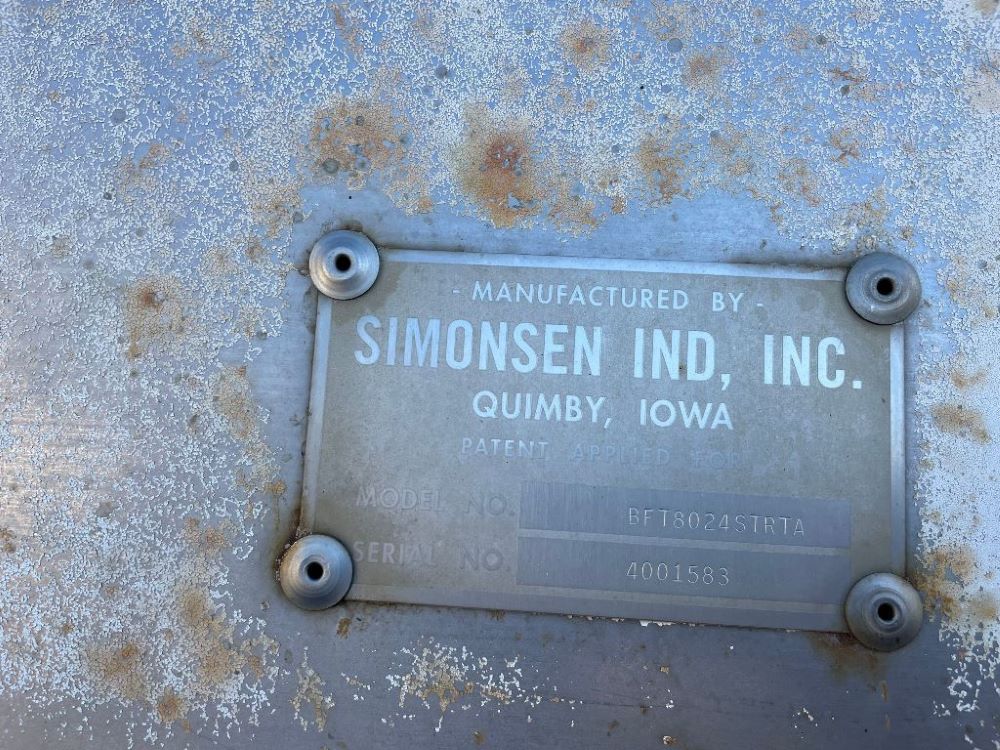 - MANUFACTURED BY -
SIMONSEN IND, INC.
QUIMBY, IOWA
PATENT APPLIED FOR
MODEL NO. BFT8024STRTA
SERIAL NO. 4001583